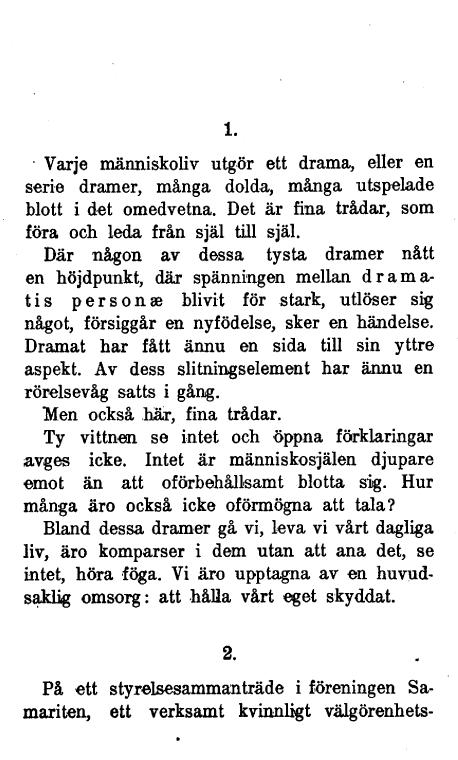 1.
Varje människoliv utgör ett drama, eller en
serie dramer, många dolda, många utspelade
blott i det omedvetna. Det är fina trådar, som
föra och leda från själ till själ.
Där någon av dessa tysta dramer nått
en höjdpunkt, där spänningen mellan drama-
tis personæ blivit för stark, utlöser sig
något, försiggår en nyfödelse, sker en händelse.
Dramat har fått ännu en sida till sin yttre
aspekt. Av dess slitningselement har ännu en
rörelsevåg satts i gång.
Men också här, fina trådar.
Ty vittnen se intet och öppna förklaringar
avges icke. Intet är människosjälen djupare
emot än att oförbehållsamt blotta sig. Hur
många äro också icke oförmögna att tala?
Bland dessa dramer gå vi, leva vi vårt dagliga
liv, äro komparser i dem utan att ana det, se
intet, höra föga. Vi äro upptagna av en huvud-
saklig omsorg: att hålla vårt eget skyddat.
2.
På ett styrelsesammanträde i föreningen Sa-
mariten, ett verksamt kvinnligt välgörenhets-